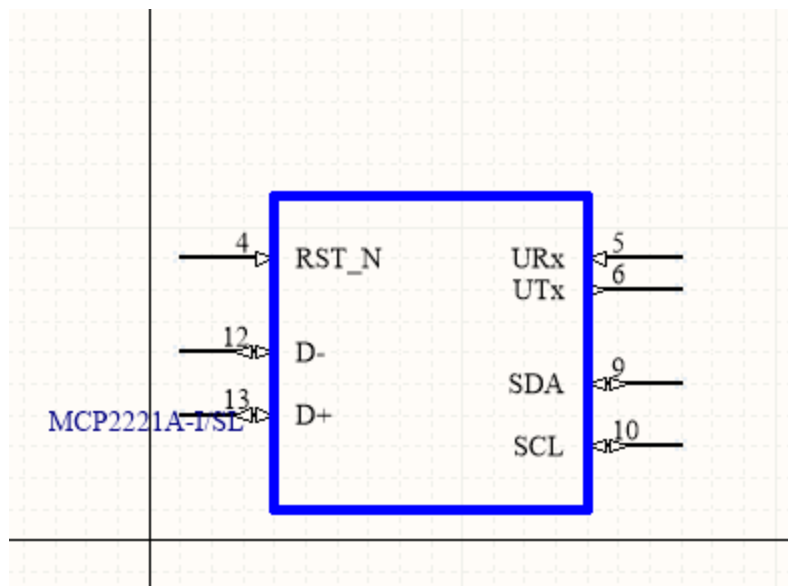 4 RST_N
URx 5
UTx 6
12 D-
SDA 9
13 D+
MCP2221A-I/SL
SCL 10